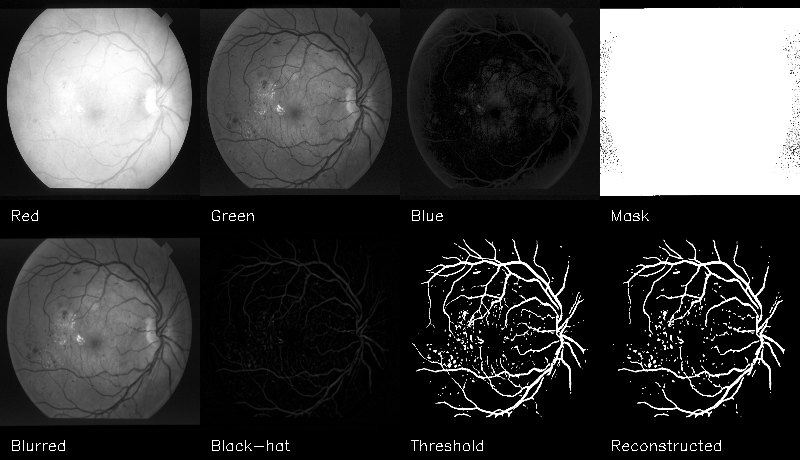 Red
Green
Blue
Mask
Blurred
Black-hat
Threshold
Reconstructed